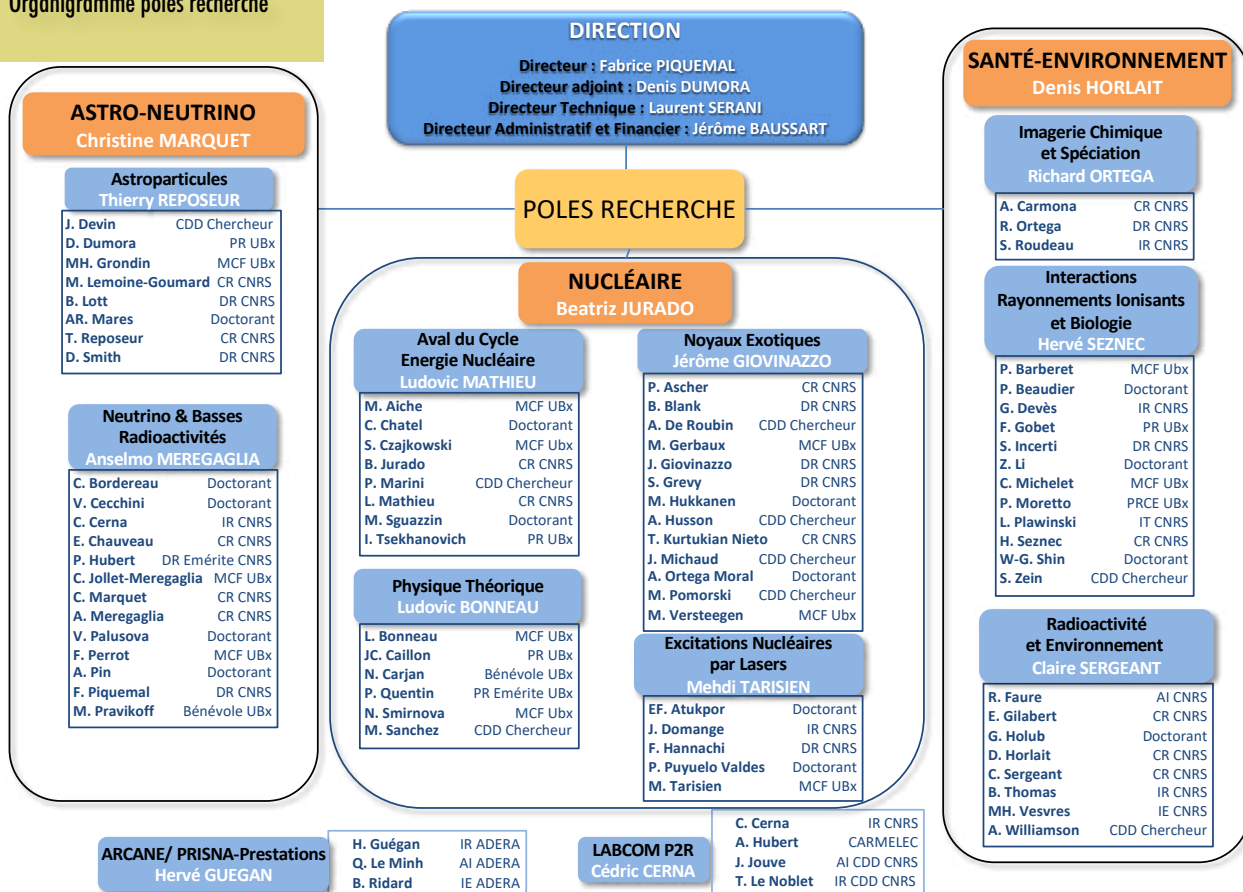 Organigramme pôles recherche
DIRECTION
Directeur : Fabrice PIQUEMAL
Directeur adjoint : Denis DUMORA
Directeur Technique : Laurent SERANI
Directeur Administratif et Financier : Jérôme BAUSSART
POLES RECHERCHE
ASTRO-NEUTRINO
Christine MARQUET
Astroparticules
Thierry REPOSEUR
J. Devin CDD Chercheur
D. Dumora PR UBx
MH. Grondin MCF UBx
M. Lemoine-Goumard CR CNRS
B. Lott DR CNRS
AR. Mares Doctorant
T. Reposeur CR CNRS
D. Smith DR CNRS
Neutrino & Basses
Radioactivités
Anselmo MEREGAGLIA
C. Bordereau Doctorant
V. Cecchini Doctorant
C. Cerna IR CNRS
E. Chauveau CR CNRS
P. Hubert DR Emérite CNRS
C. Jollet-Meregaglia MCF UBx
C. Marquet CR CNRS
A. Meregaglia CR CNRS
V. Palusova Doctorant
F. Perrot MCF UBx
A. Pin Doctorant
F. Piquemal DR CNRS
M. Pravikoff Bénévole UBx
NUCLÉAIRE
Beatriz JURADO
Aval du Cycle
Energie Nucléaire
Ludovic MATHIEU
M. Aiche MCF UBx
C. Chatel Doctorant
S. Czajkowski MCF Ubx
B. Jurado CR CNRS
P. Marini CDD Chercheur
L. Mathieu CR CNRS
M. Sguazzin Doctorant
I. Tsekhanovich PR UBx
Physique Théorique
Ludovic BONNEAU
L. Bonneau MCF UBx
JC. Caillon PR UBx
N. Carjan Bénévole UBx
P. Quentin PR Emérite UBx
N. Smirnova MCF Ubx
M. Sanchez CDD Chercheur
Noyaux Exotiques
Jérôme GIOVINAZZO
P. Ascher CR CNRS
B. Blank DR CNRS
A. De Roubin CDD Chercheur
M. Gerbaux MCF UBx
J. Giovinazzo DR CNRS
S. Grevy DR CNRS
M. Hukkanen Doctorant
A. Husson CDD Chercheur
T. Kurtukian Nieto CR CNRS
J. Michaud CDD Chercheur
A. Ortega Moral Doctorant
M. Pomorski CDD Chercheur
M. Versteegen MCF UBx
Excitations Nucléaires
par Lasers
Mehdi TARISIEN
EF. Atukpor Doctorant
J. Domange IR CNRS
F. Hannachi DR CNRS
P. Puyuelo Valdes Doctorant
M. Tarisien MCF UBx
SANTÉ-ENVIRONNEMENT
Denis HORLAIT
Imagerie Chimique
et Spéciation
Richard ORTEGA
A. Carmona CR CNRS
R. Ortega DR CNRS
S. Roudeau IR CNRS
Interactions
Rayonnements Ionisants
et Biologie
Hervé SEZNEC
P. Barberet MCF Ubx
P. Beaudier Doctorant
G. Devès IR CNRS
F. Gobet PR UBx
S. Incerti DR CNRS
Z. Li Doctorant
C. Michelet MCF UBx
P. Moretto PRCE UBx
L. Plawinski IT CNRS
H. Seznec CR CNRS
W-G. Shin Doctorant
S. Zein CDD Chercheur
Radioactivité
et Environnement
Claire SERGEANT
R. Faure AI CNRS
E. Gilabert CR CNRS
G. Holub Doctorant
D. Horlait CR CNRS
C. Sergeant CR CNRS
B. Thomas IR CNRS
MH. Vesvres IE CNRS
A. Williamson CDD Chercheur
ARCANE/ PRISNA-Prestations
Hervé GUEGAN
H. Guégan IR ADERA
Q. Le Minh AI ADERA
B. Ridard IE ADERA
LABCOM P2R
Cédric CERNA
C. Cerna IR CNRS
A. Hubert CARMELEC
J. Jouve AI CDD CNRS
T. Le Noblet IR CDD CNRS